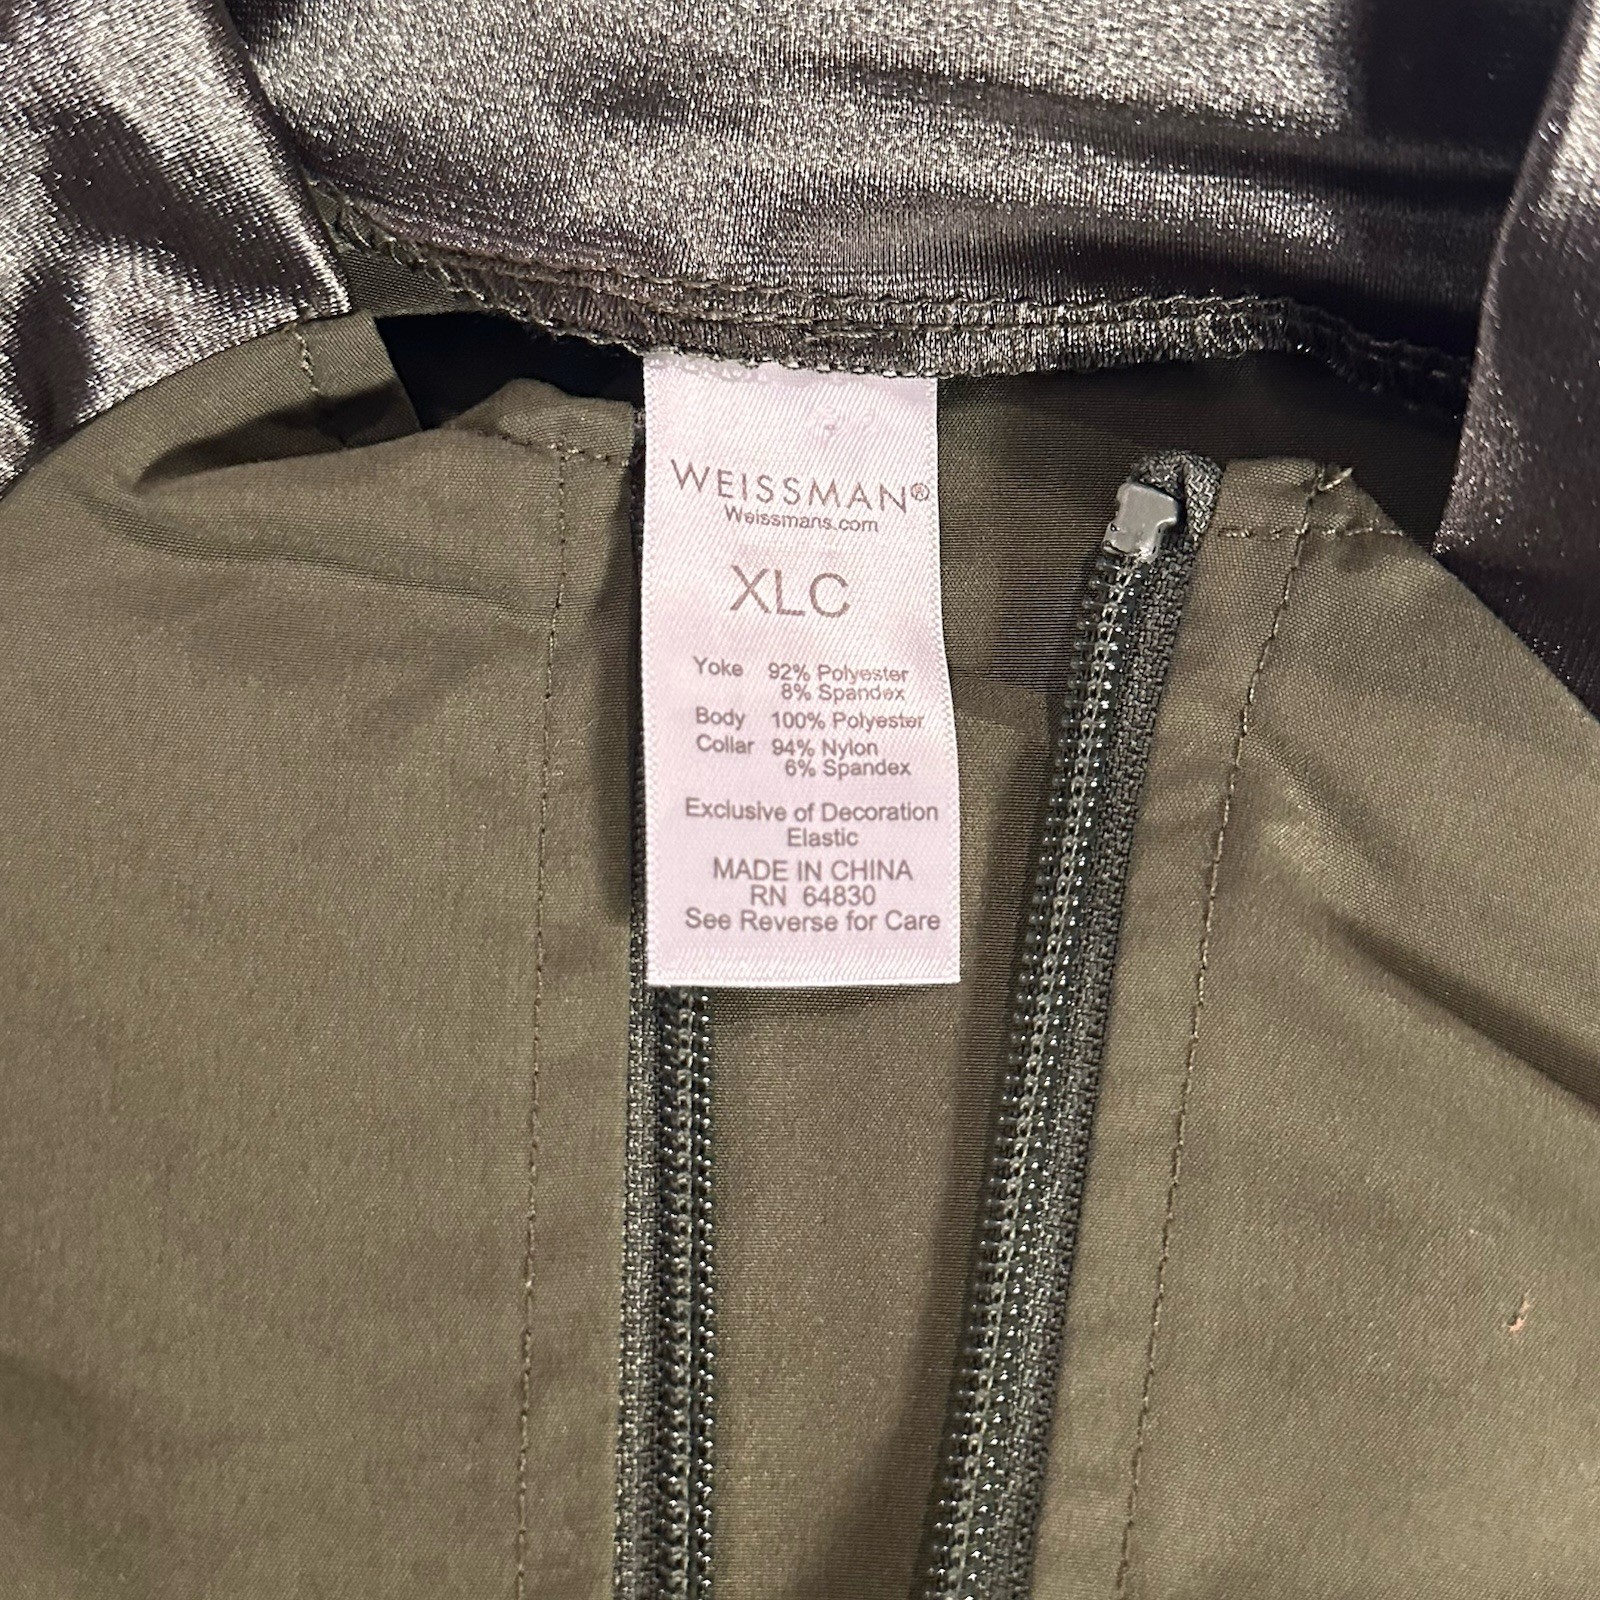 WEISSMAN®
Weissmans.com
XLC
Yoke 92% Polyester
8% Spandex
Body 100% Polyester
Collar 94% Nylon
6% Spandex
Exclusive of Decoration
Elastic
MADE IN CHINA
RN 64830
See Reverse for Care